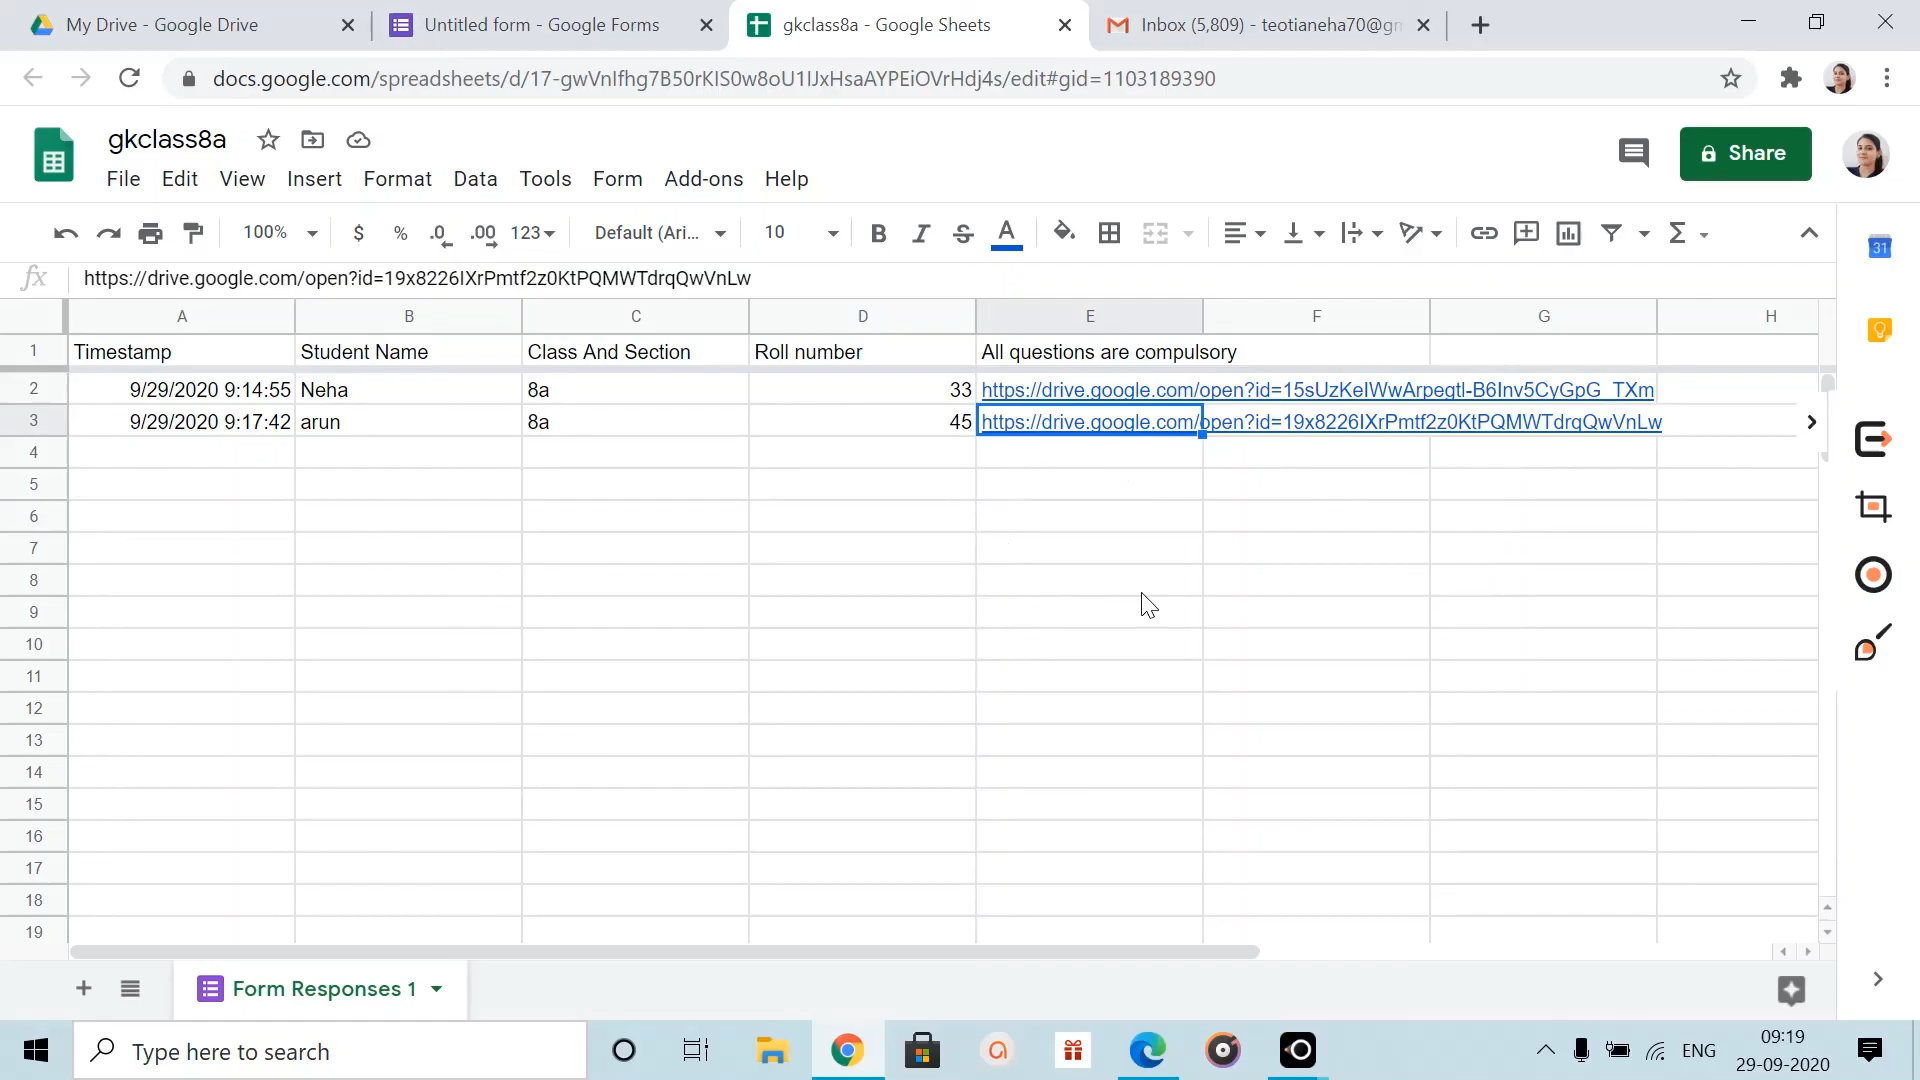 My Drive - Google Drive
Untitled form - Google Forms
gkclass8a - Google Sheets
Inbox (5,809) - teotianeha70@gm
docs.google.com/spreadsheets/d/17-gwVnIfhg7B50rKIS0w8oU1IJxHsaAYPEiOVrHdj4s/edit#gid=1103189390
gkclass8a
Share
File Edit View Insert Format Data Tools Form Add-ons Help
100% $ % .0 .00 123 Default (Ari... 10 B I S A Σ
31
fx https://drive.google.com/open?id=19x8226IXrPmtf2z0KtPQMWTdrqQwVnLw
A B C D E F G H
1 Timestamp Student Name Class And Section Roll number All questions are compulsory
2 9/29/2020 9:14:55 Neha 8a 33 https://drive.google.com/open?id=15sUzKeIWwArpegtl-B6Inv5CyGpG_TXm
3 9/29/2020 9:17:42 arun 8a 45 https://drive.google.com/open?id=19x8226IXrPmtf2z0KtPQMWTdrqQwVnLw
4
5
6
7
8
9
10
11
12
13
14
15
16
17
18
19
Form Responses 1
Type here to search
ENG
09:19
29-09-2020